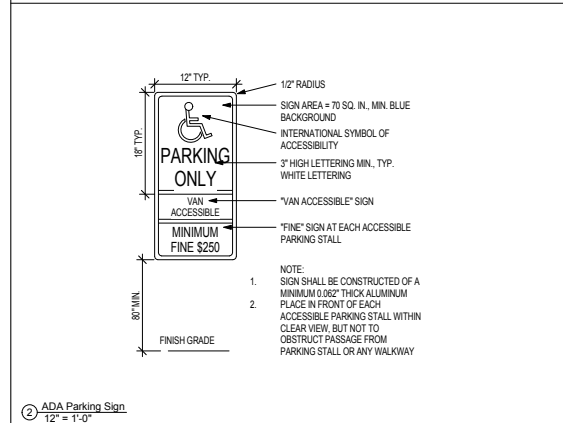 12" TYP.
1/2" RADIUS
SIGN AREA = 70 SQ. IN., MIN. BLUE
BACKGROUND
INTERNATIONAL SYMBOL OF
ACCESSIBILITY
18" TYP.
PARKING
ONLY
3" HIGH LETTERING MIN., TYP.
WHITE LETTERING
VAN
ACCESSIBLE
"VAN ACCESSIBLE" SIGN
MINIMUM
FINE $250
"FINE" SIGN AT EACH ACCESSIBLE
PARKING STALL
80" MIN.
FINISH GRADE
NOTE:
1. SIGN SHALL BE CONSTRUCTED OF A
MINIMUM 0.062" THICK ALUMINUM
2. PLACE IN FRONT OF EACH
ACCESSIBLE PARKING STALL WITHIN
CLEAR VIEW, BUT NOT TO
OBSTRUCT PASSAGE FROM
PARKING STALL OR ANY WALKWAY
2 ADA Parking Sign
12" = 1'-0"